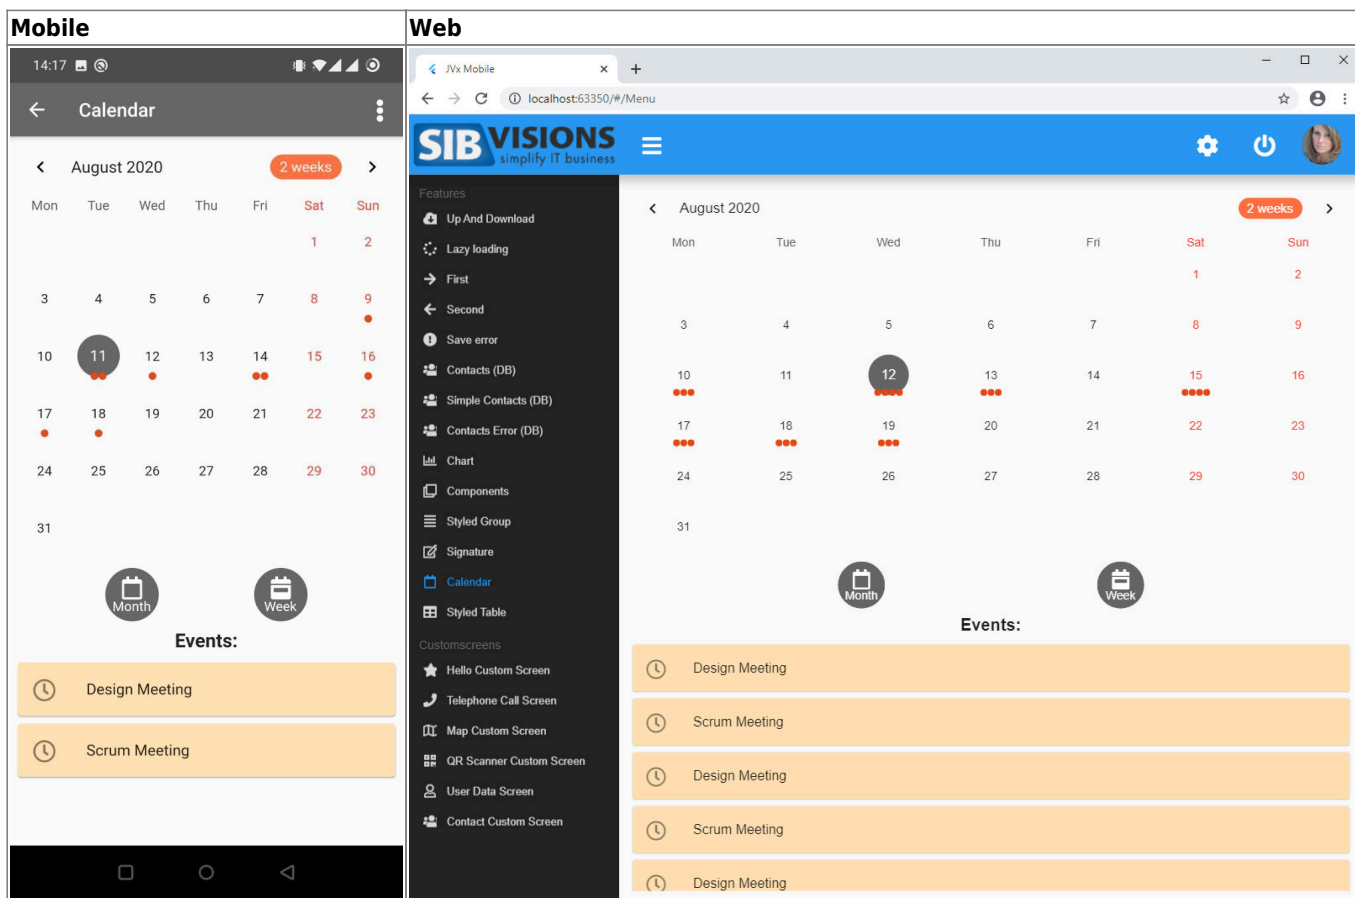 Mobile
Web
14:17
Calendar
August 2020
2 weeks
Mon Tue Wed Thu Fri Sat Sun
1 2
3 4 5 6 7 8 9
10 11 12 13 14 15 16
17 18 19 20 21 22 23
24 25 26 27 28 29 30
31
Month
Week
Events:
Design Meeting
Scrum Meeting
JVx Mobile
localhost:63350/#/Menu
SIB VISIONS
simplify IT business
Features
Up And Download
Lazy loading
First
Second
Save error
Contacts (DB)
Simple Contacts (DB)
Contacts Error (DB)
Chart
Components
Styled Group
Signature
Calendar
Styled Table
Customscreens
Hello Custom Screen
Telephone Call Screen
Map Custom Screen
QR Scanner Custom Screen
User Data Screen
Contact Custom Screen
August 2020
2 weeks
Mon Tue Wed Thu Fri Sat Sun
1 2
3 4 5 6 7 8 9
10 11 12 13 14 15 16
17 18 19 20 21 22 23
24 25 26 27 28 29 30
31
Month
Week
Events:
Design Meeting
Scrum Meeting
Design Meeting
Scrum Meeting
Design Meeting